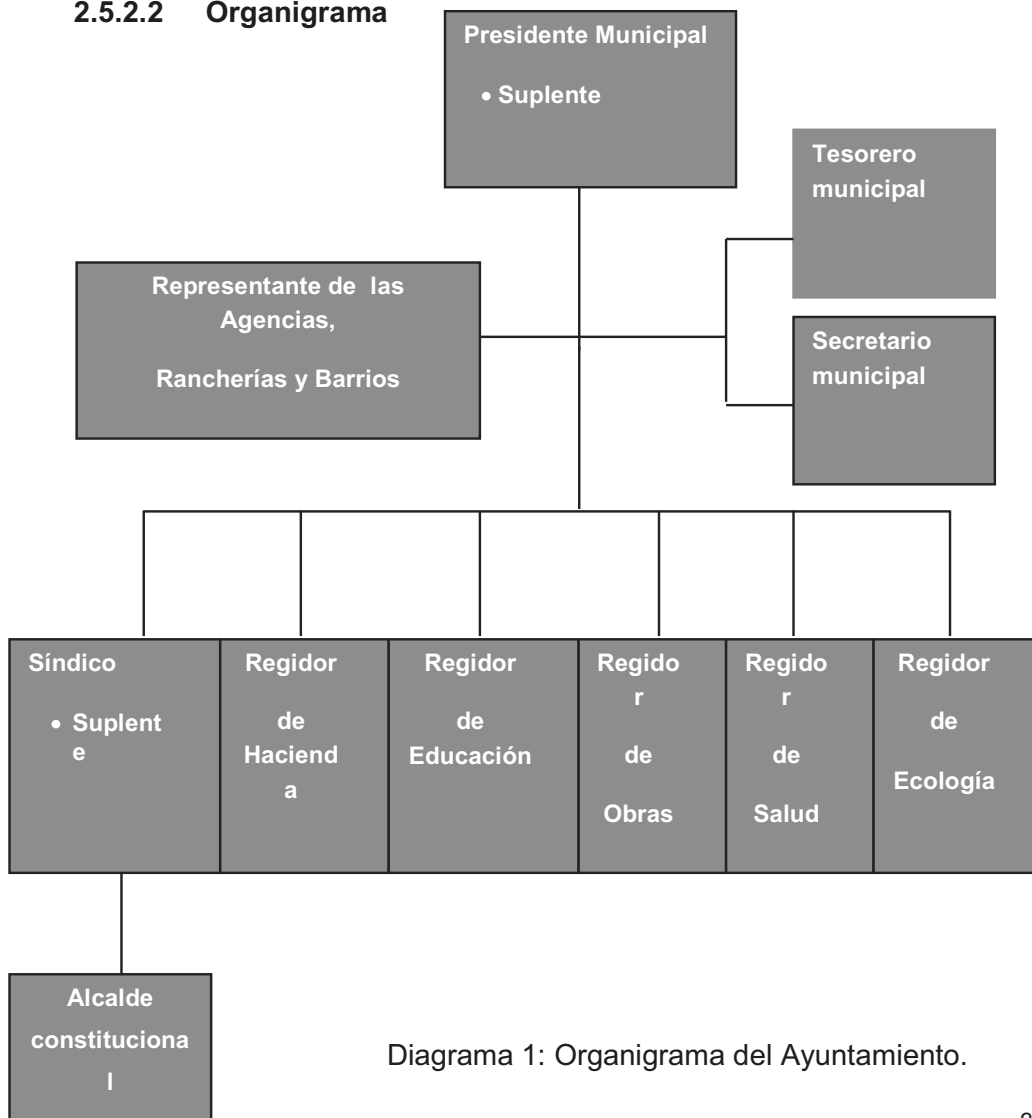 2.5.2.2 Organigrama
Presidente Municipal
• Suplente
Tesorero
municipal
Representante de las
Agencias,
Rancherías y Barrios
Secretario
municipal
Síndico
• Suplent
e
Regidor
de
Haciend
a
Regidor
de
Educación
Regido
r
de
Obras
Regido
r
de
Salud
Regidor
de
Ecología
Alcalde
constituciona
l
Diagrama 1: Organigrama del Ayuntamiento.